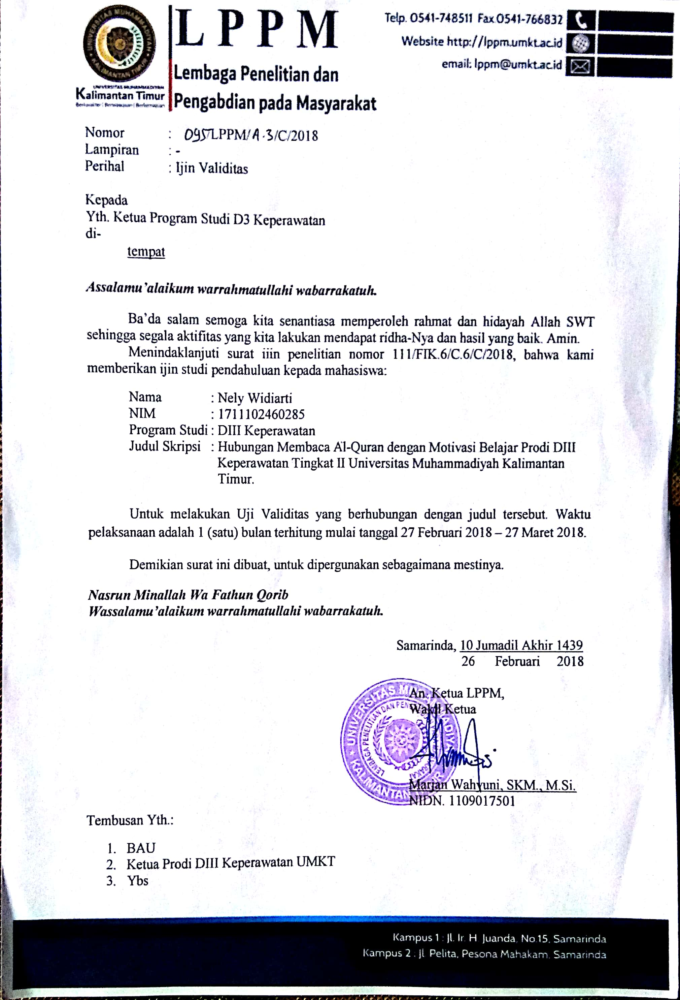 LPPM
Lembaga Penelitian dan
Pengabdian pada Masyarakat
UNIVERSITAS MUHAMMADIYAH
KALIMANTAN TIMUR
UNIVERSITAS MUHAMMADIYAH
Kalimantan Timur
Telp. 0541-748511 Fax 0541-766832
Website http://lppm.umkt.ac.id
email: lppm@umkt.ac.id
Nomor : LPPM/A.3/C/2018
Lampiran : -
Perihal : Ijin Validitas
Kepada
Yth. Ketua Program Studi D3 Keperawatan
di-
tempat
Assalamu'alaikum warrahmatullahi wabarrakatuh.
Ba'da salam semoga kita senantiasa memperoleh rahmat dan hidayah Allah SWT
sehingga segala aktifitas yang kita lakukan mendapat ridha-Nya dan hasil yang baik. Amin.
Menindaklanjuti surat iiin penelitian nomor 111/FIK.6/C.6/C/2018, bahwa kami
memberikan ijin studi pendahuluan kepada mahasiswa:
Nama : Nely Widiarti
NIM : 1711102460285
Program Studi : DIII Keperawatan
Judul Skripsi : Hubungan Membaca Al-Quran dengan Motivasi Belajar Prodi DIII
Keperawatan Tingkat II Universitas Muhammadiyah Kalimantan
Timur.
Untuk melakukan Uji Validitas yang berhubungan dengan judul tersebut. Waktu
pelaksanaan adalah 1 (satu) bulan terhitung mulai tanggal 27 Februari 2018 – 27 Maret 2018.
Demikian surat ini dibuat, untuk dipergunakan sebagaimana mestinya.
Nasrun Minallah Wa Fathun Qorib
Wassalamu'alaikum warrahmatullahi wabarrakatuh.
Samarinda, 10 Jumadil Akhir 1439
26 Februari 2018
An. Ketua LPPM,
Wakil Ketua
Marjan Wahyuni, SKM., M.Si.
NIDN. 1109017501
Tembusan Yth.:
1. BAU
2. Ketua Prodi DIII Keperawatan UMKT
3. Ybs
Kampus 1 : Jl. Ir. H. Juanda, No.15, Samarinda
Kampus 2 : Jl. Pelita, Pesona Mahakam, Samarinda